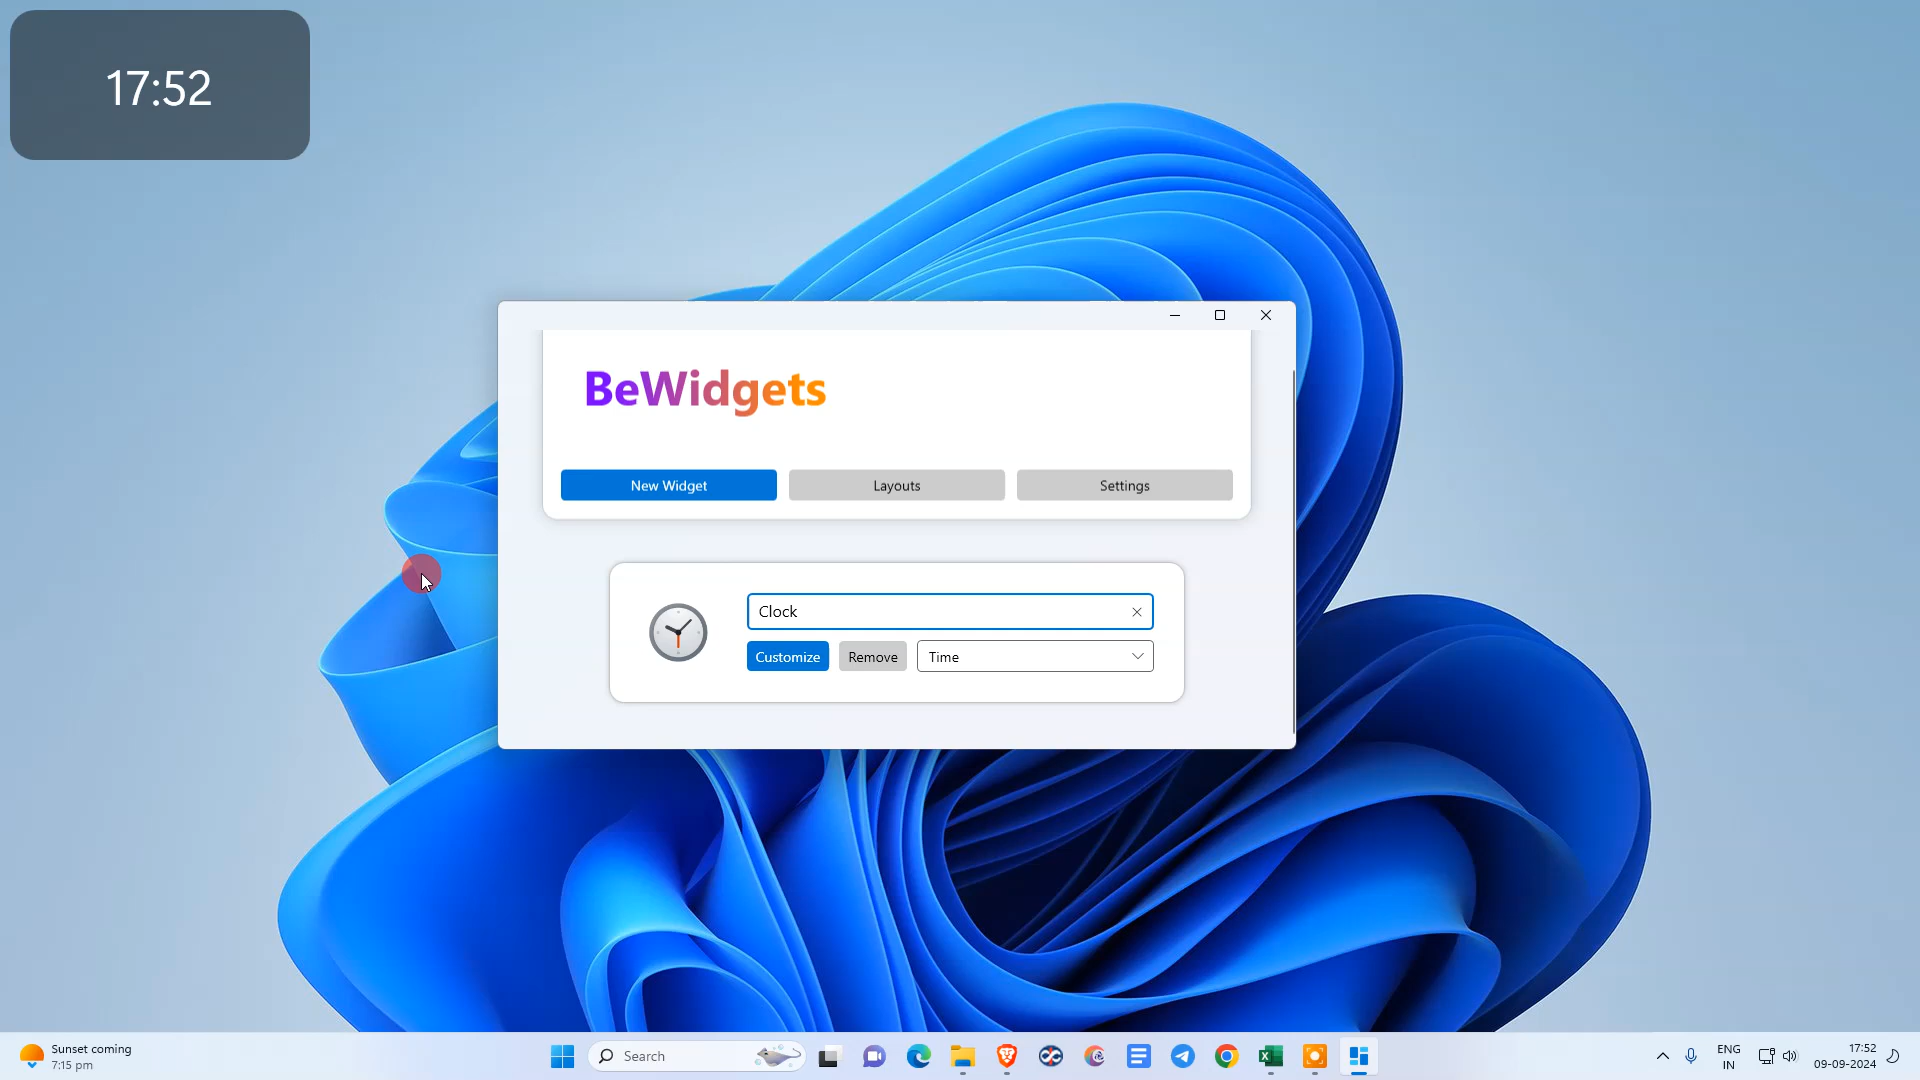 17:52
BeWidgets
New Widget
Layouts
Settings
Clock
Customize
Remove
Time
Sunset coming
7:15 pm
Search
ENG
IN
17:52
09-09-2024